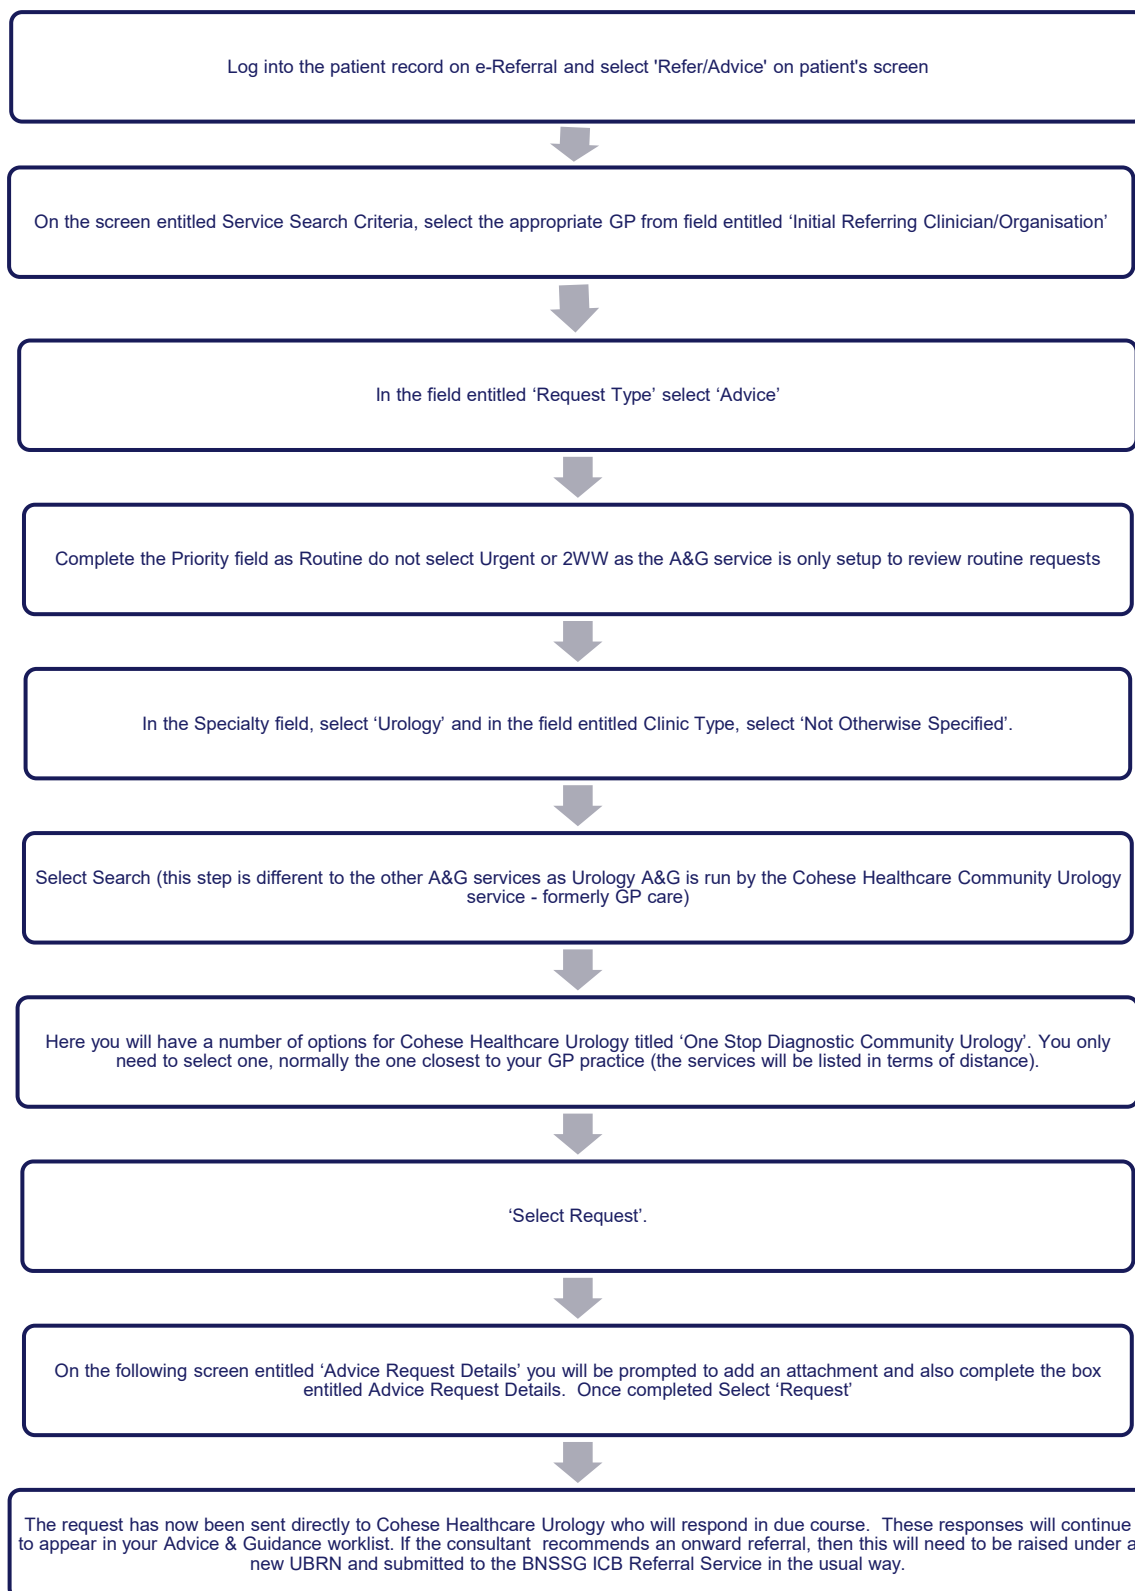 Log into the patient record on e-Referral and select 'Refer/Advice' on patient's screen
On the screen entitled Service Search Criteria, select the appropriate GP from field entitled ‘Initial Referring Clinician/Organisation’
In the field entitled ‘Request Type’ select ‘Advice’
Complete the Priority field as Routine do not select Urgent or 2WW as the A&G service is only setup to review routine requests
In the Specialty field, select ‘Urology’ and in the field entitled Clinic Type, select ‘Not Otherwise Specified’.
Select Search (this step is different to the other A&G services as Urology A&G is run by the Cohese Healthcare Community Urology
service - formerly GP care)
Here you will have a number of options for Cohese Healthcare Urology titled ‘One Stop Diagnostic Community Urology’. You only
need to select one, normally the one closest to your GP practice (the services will be listed in terms of distance).
‘Select Request’.
On the following screen entitled ‘Advice Request Details’ you will be prompted to add an attachment and also complete the box
entitled Advice Request Details. Once completed Select ‘Request’
The request has now been sent directly to Cohese Healthcare Urology who will respond in due course. These responses will continue
to appear in your Advice & Guidance worklist. If the consultant recommends an onward referral, then this will need to be raised under a
new UBRN and submitted to the BNSSG ICB Referral Service in the usual way.